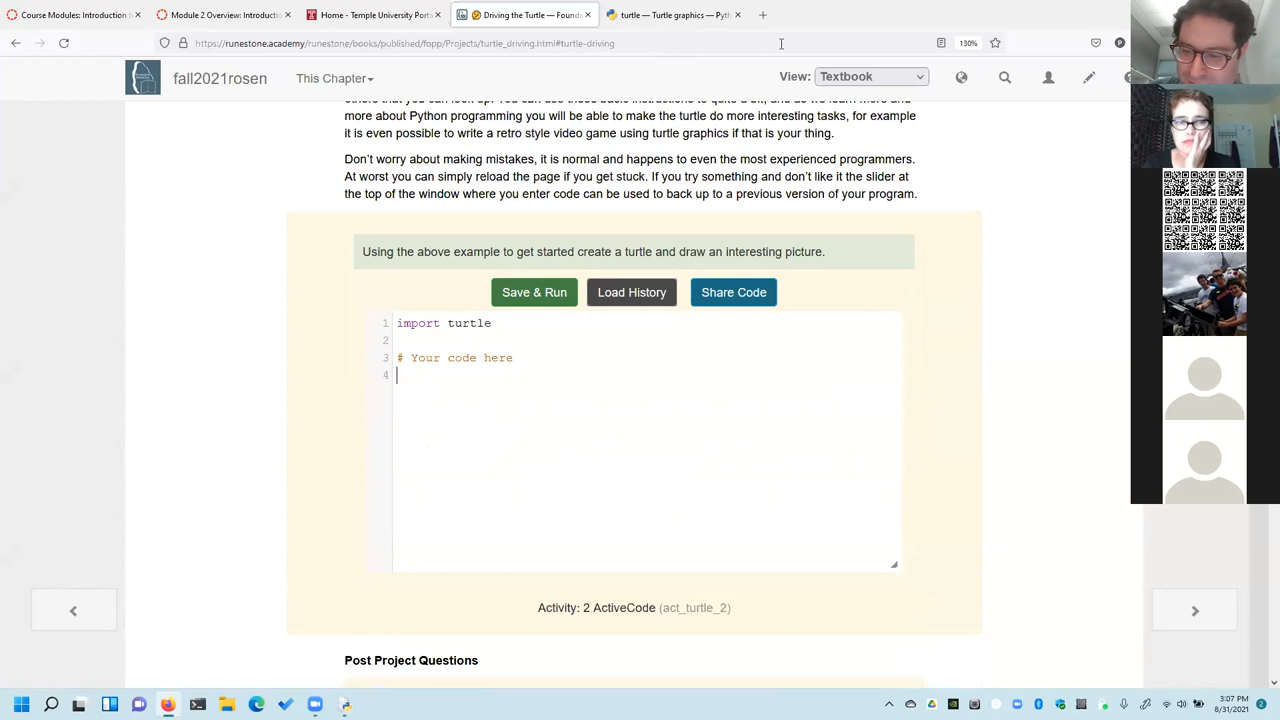 Course Modules: Introduction t
Module 2 Overview: Introducti
Home - Temple University Port
Driving the Turtle — Founda
turtle — Turtle graphics — Pyth
https://runestone.academy/runestone/books/published/fopp/Projects/turtle_driving.html#turtle-driving
130%
fall2021rosen
This Chapter
View:
Textbook
more about Python programming you will be able to make the turtle do more interesting tasks, for example
it is even possible to write a retro style video game using turtle graphics if that is your thing.
Don't worry about making mistakes, it is normal and happens to even the most experienced programmers.
At worst you can simply reload the page if you get stuck. If you try something and don't like it the slider at
the top of the window where you enter code can be used to back up to a previous version of your program.
Using the above example to get started create a turtle and draw an interesting picture.
Save & Run
Load History
Share Code
1 import turtle
2
3 # Your code here
4
Activity: 2 ActiveCode (act_turtle_2)
Post Project Questions
3:07 PM
8/31/2021